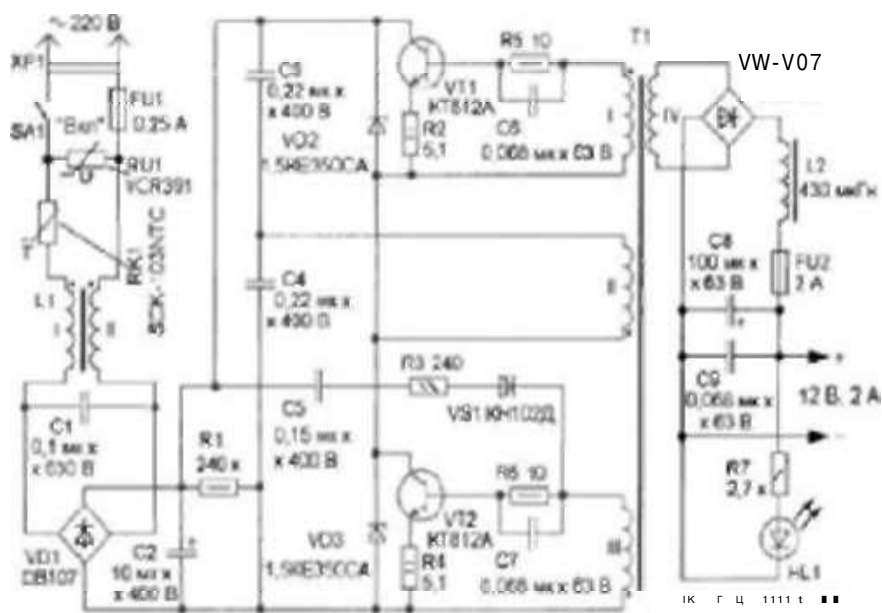 ~ 220 В
XP1
FU1
0,25 A
SA1
"Вкл"
RU1
VCR391
RK1
SCK-103NTC
L1
I
II
C1
0,1 мк х
х 630 В
VD1
DB107
C2
10 мк х
х 400 В
R1
240 к
C3
0,22 мк х
х 400 В
VD2
1,5KE350CA
C4
0,22 мк х
х 400 В
C5
0,15 мк х
х 400 В
VD3
1,5KE350CA
VT1
КТ812А
R2
5,1
R5 10
C6
0,068 мк х 63 В
R3 240
VS1 КН102Д
VT2
КТ812А
R4
5,1
R6 10
C7
0,068 мк х 63 В
T1
I
II
III
IV
VW-V07
L2
430 мкГн
C8
100 мк х
х 63 В
FU2
2 A
C9
0,068 мк х
х 63 В
+
12 В, 2 А
–
R7
2,7 к
HL1